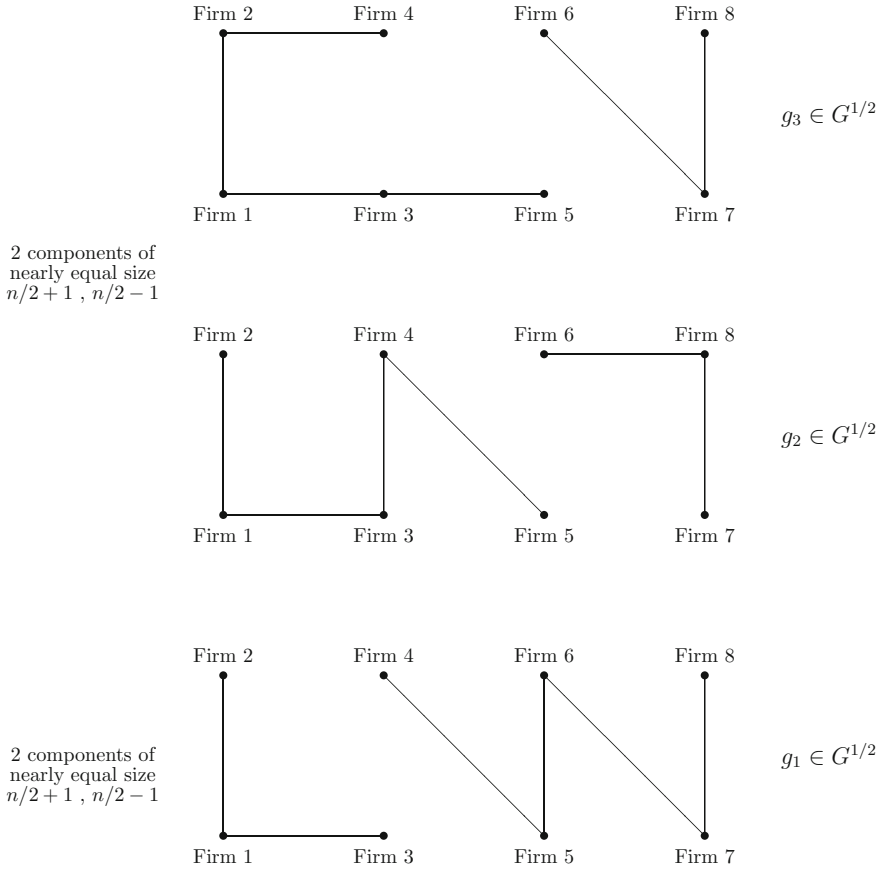 Firm 2 Firm 4 Firm 6 Firm 8
g₃ ∈ G^{1/2}
Firm 1 Firm 3 Firm 5 Firm 7
2 components of
nearly equal size
n/2 + 1 , n/2 − 1
Firm 2 Firm 4 Firm 6 Firm 8
g₂ ∈ G^{1/2}
Firm 1 Firm 3 Firm 5 Firm 7
Firm 2 Firm 4 Firm 6 Firm 8
2 components of
nearly equal size
n/2 + 1 , n/2 − 1
g₁ ∈ G^{1/2}
Firm 1 Firm 3 Firm 5 Firm 7